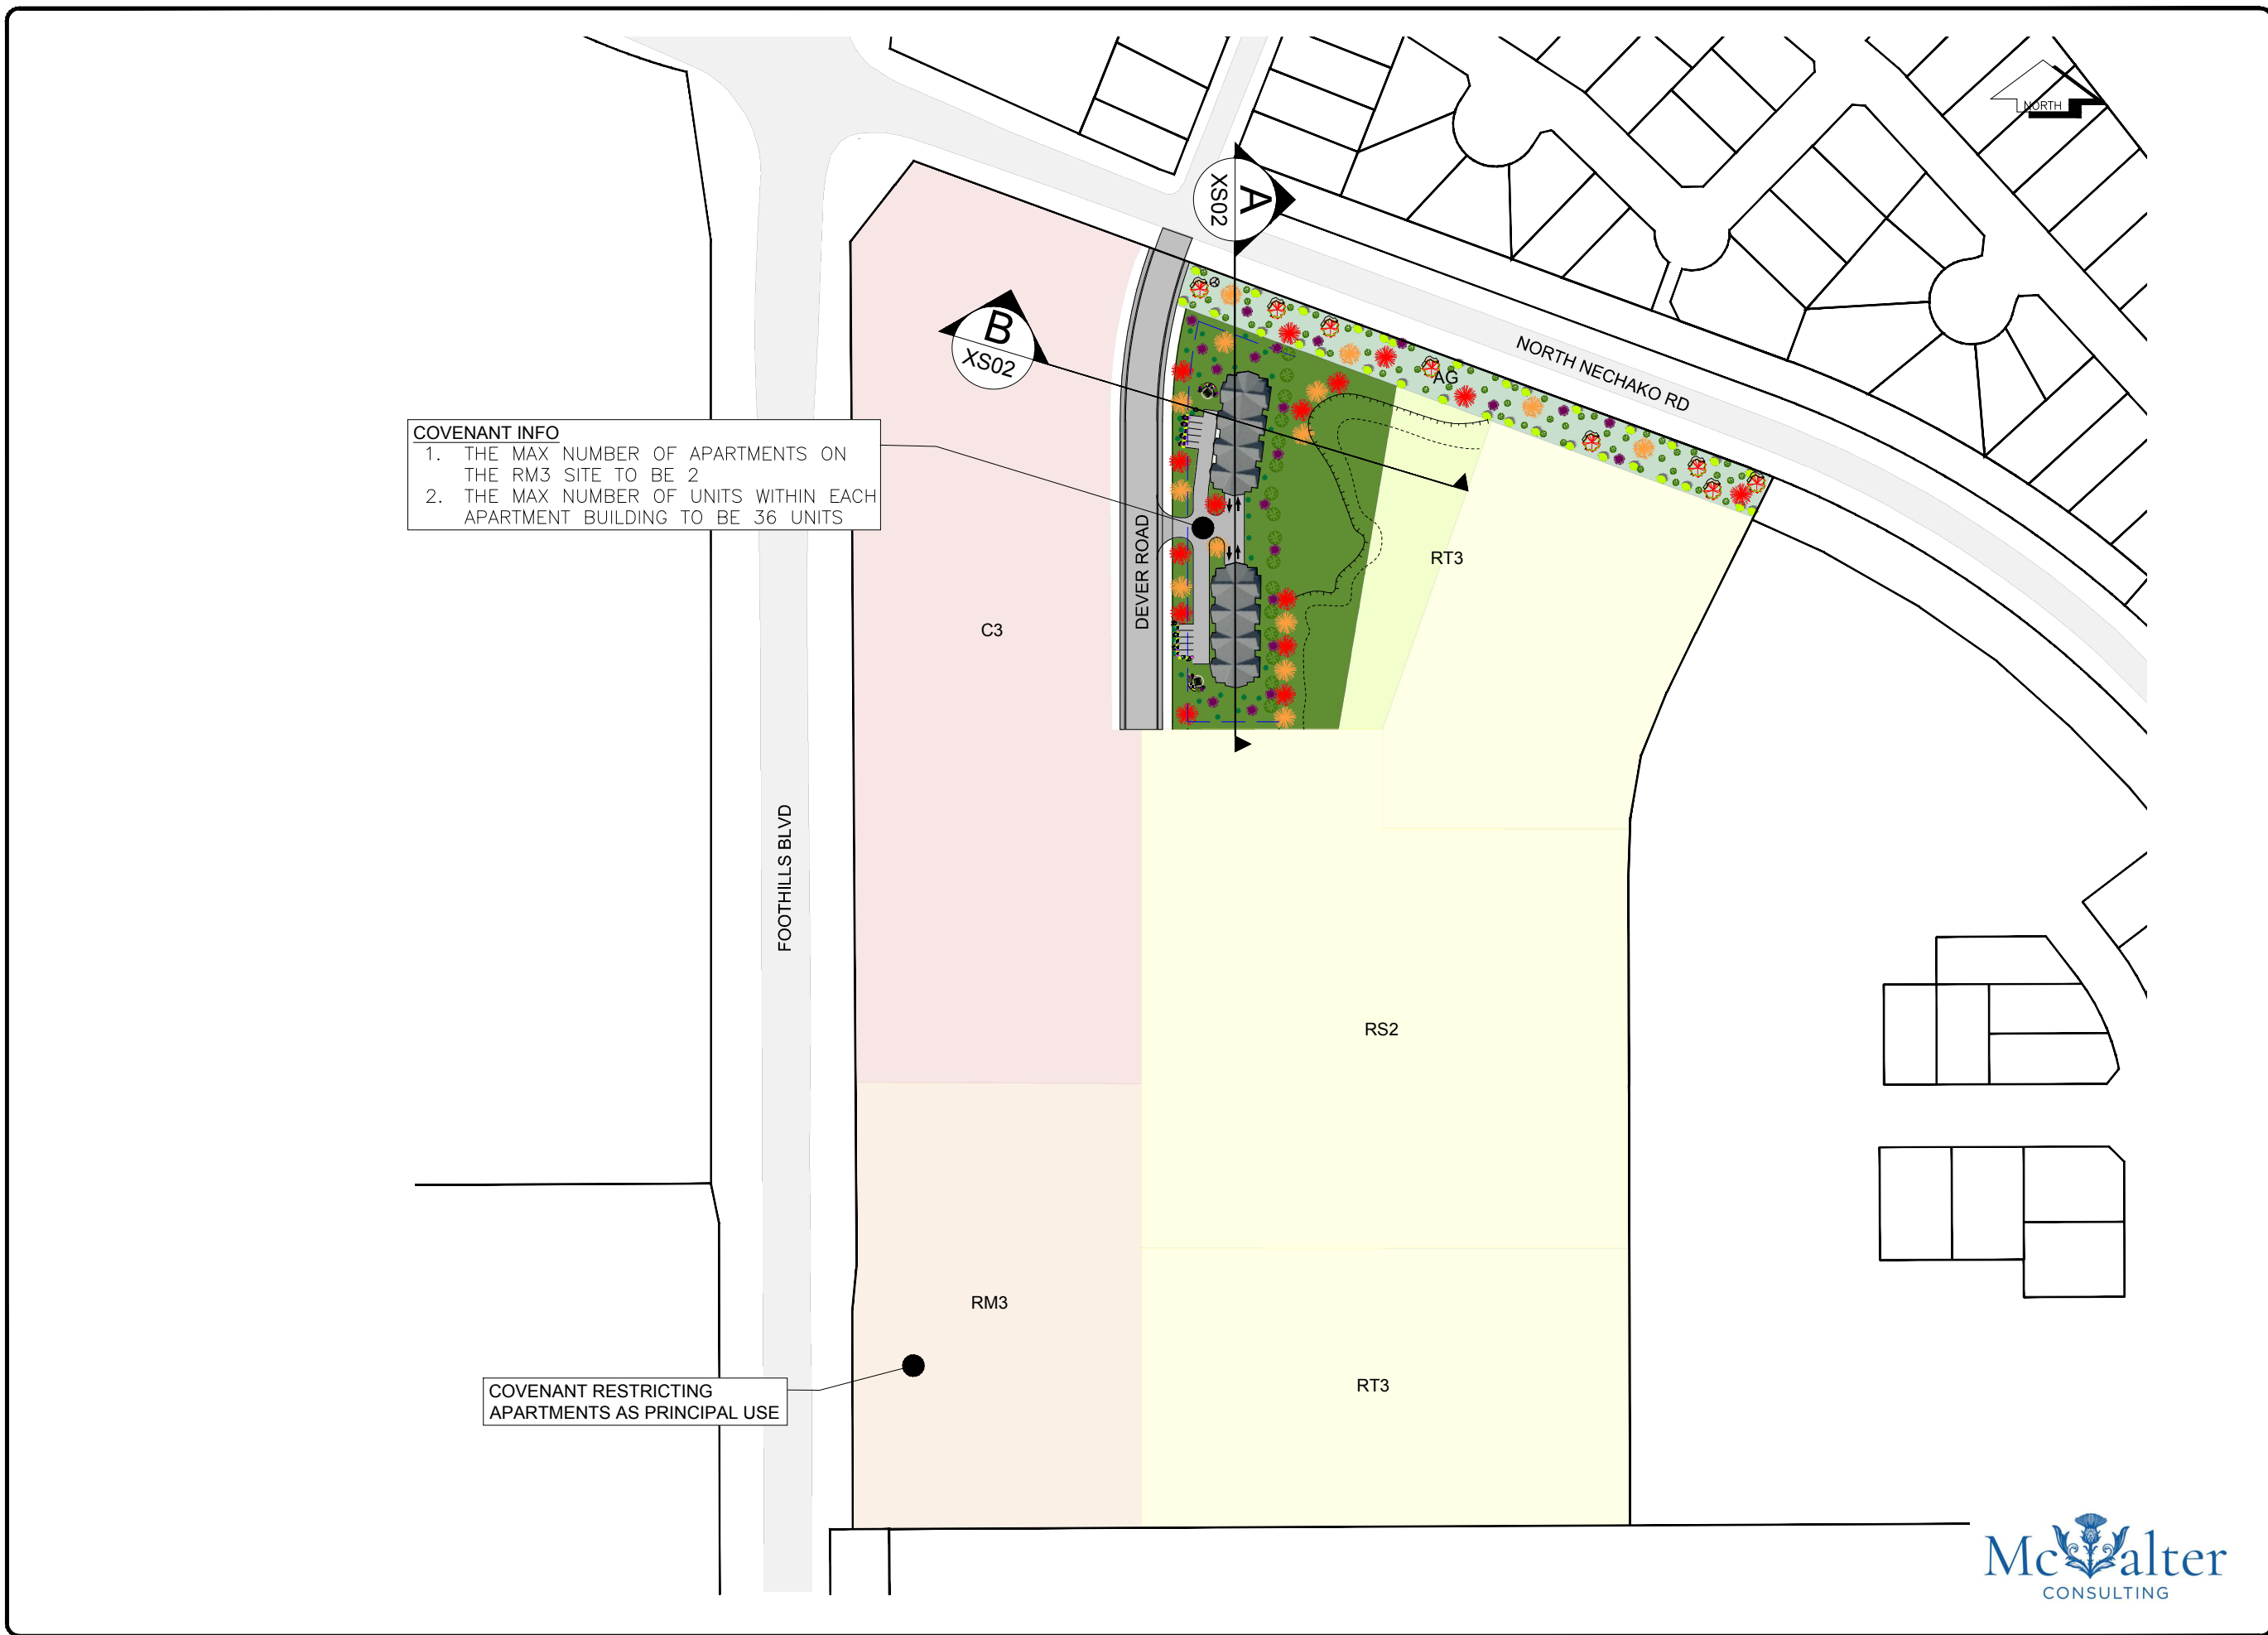 NORTH
A
XS02
B
XS02
NORTH NECHAKO RD
AG
COVENANT INFO
1. THE MAX NUMBER OF APARTMENTS ON
THE RM3 SITE TO BE 2
2. THE MAX NUMBER OF UNITS WITHIN EACH
APARTMENT BUILDING TO BE 36 UNITS
DEVER ROAD
RT3
C3
FOOTHILLS BLVD
RS2
RM3
COVENANT RESTRICTING
APARTMENTS AS PRINCIPAL USE
RT3
McWalter
CONSULTING